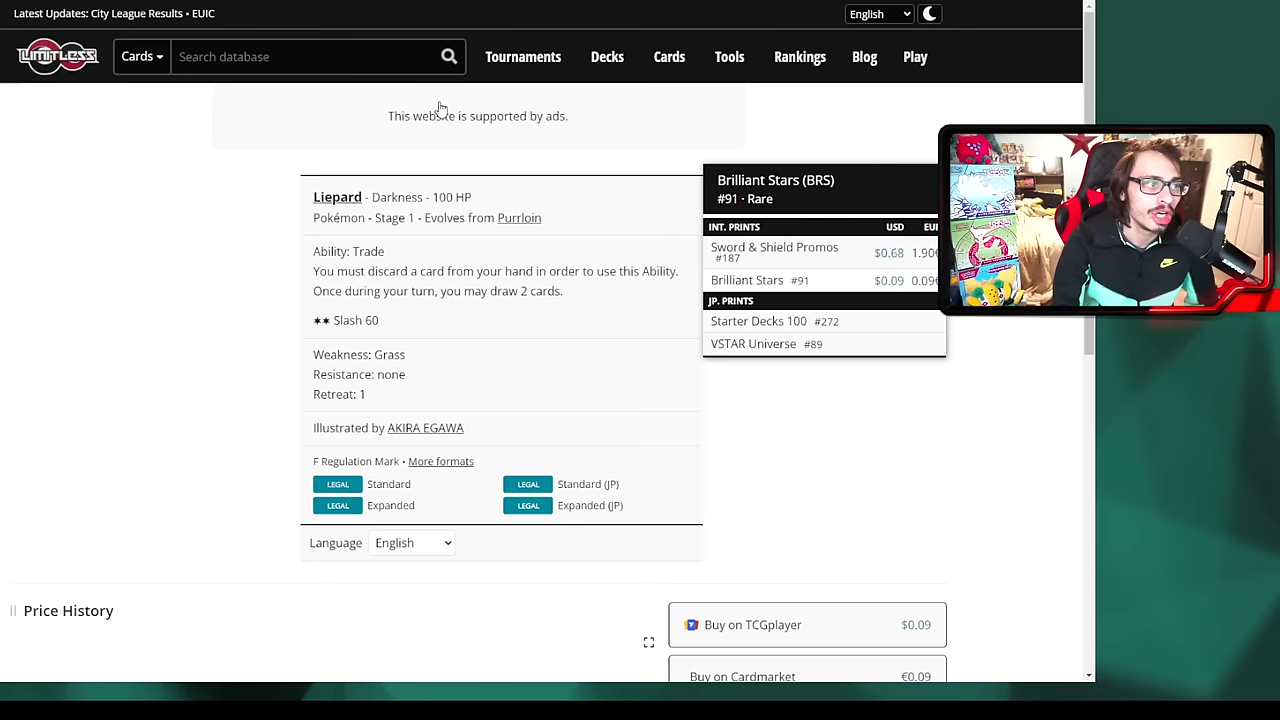 Latest Updates: City League Results • EUIC
English
LIMITLESS
Cards
Search database
Tournaments
Decks
Cards
Tools
Rankings
Blog
Play
This website is supported by ads.
Liepard - Darkness - 100 HP
Pokémon - Stage 1 - Evolves from Purrloin
Ability: Trade
You must discard a card from your hand in order to use this Ability.
Once during your turn, you may draw 2 cards.
✶✶ Slash 60
Weakness: Grass
Resistance: none
Retreat: 1
Illustrated by AKIRA EGAWA
F Regulation Mark • More formats
LEGAL Standard
LEGAL Standard (JP)
LEGAL Expanded
LEGAL Expanded (JP)
Language English
Brilliant Stars (BRS)
#91 · Rare
INT. PRINTS USD
Sword & Shield Promos #187 $0.68 1.90€
Brilliant Stars #91 $0.09 0.09€
JP. PRINTS
Starter Decks 100 #272
VSTAR Universe #89
Price History
Buy on TCGplayer $0.09
Buy on Cardmarket €0.09